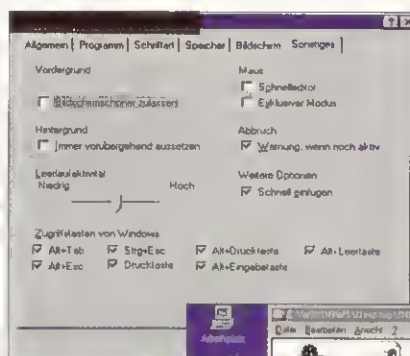 Allgemein Programm Schriftart Speicher Bildschirm Sonstiges
Vordergrund
Bildschirmschoner zulassen
Maus
Schnelleditor
Exklusiver Modus
Hintergrund
Immer vorübergehend aussetzen
Abbruch
Warnung, wenn noch aktiv
Leerlaufaktivität
Niedrig Hoch
Weitere Optionen
Schnell einfügen
Zugriffstasten von Windows
Alt+Tab Strg+Esc Alt+Drucktaste Alt+Leertaste
Alt+Esc Drucktaste Alt+Eingabetaste
Arbeitsplatz
Datei Bearbeiten Ansicht ?